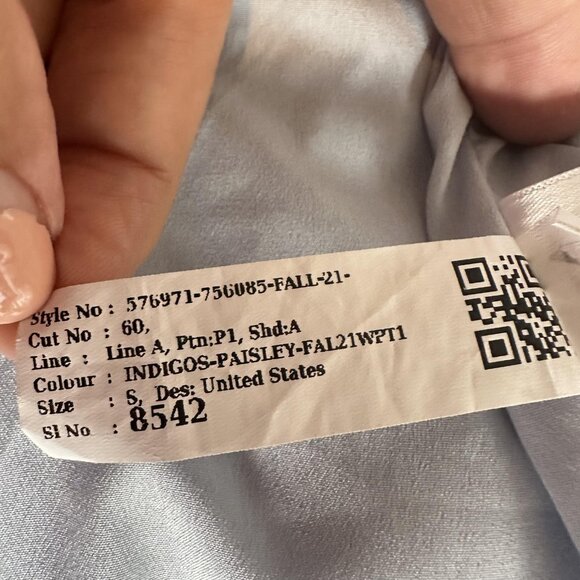 Style No : 576971-756085-FALL-21-
Cut No : 60,
Line : Line A, Ptn:P1, Shd:A
Colour : INDIGOS-PAISLEY-FAL21WPT1
Size : S, Des: United States
Sl No : 8542